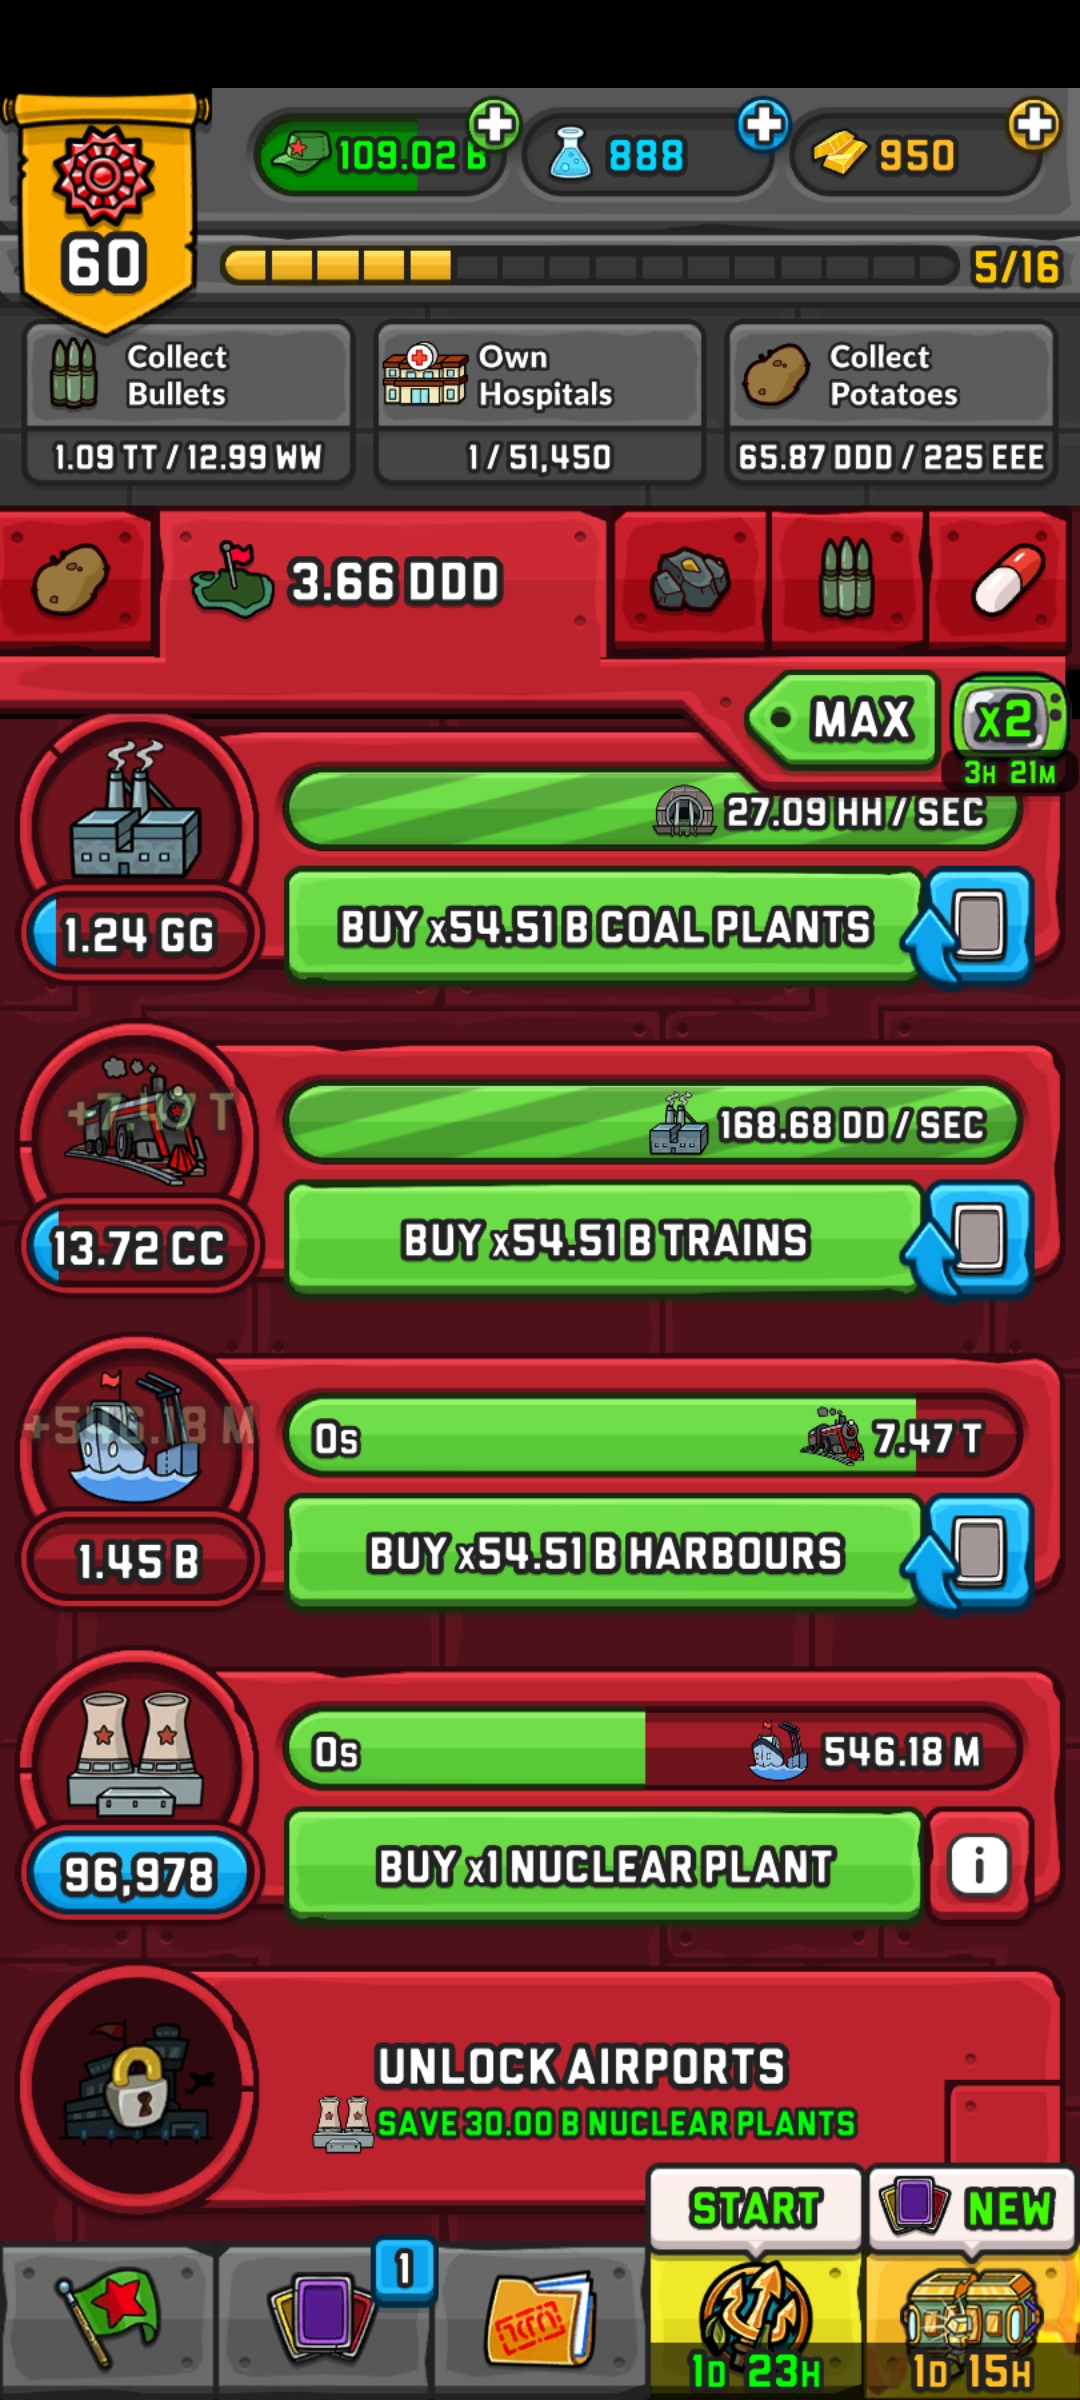 109.02 B
888
950
60
5/16
Collect
Bullets
1.09 TT / 12.99 WW
Own
Hospitals
1 / 51,450
Collect
Potatoes
65.87 DDD / 225 EEE
3.66 DDD
MAX
x2
3H 21M
27.09 HH / SEC
1.24 GG
BUY x54.51 B COAL PLANTS
+7.47 T
168.68 DD / SEC
13.72 CC
BUY x54.51 B TRAINS
+546.18 M
0s
7.47 T
1.45 B
BUY x54.51 B HARBOURS
0s
546.18 M
96,978
BUY x1 NUCLEAR PLANT
i
UNLOCK AIRPORTS
SAVE 30.00 B NUCLEAR PLANTS
START
NEW
1
1D 23H
1D 15H